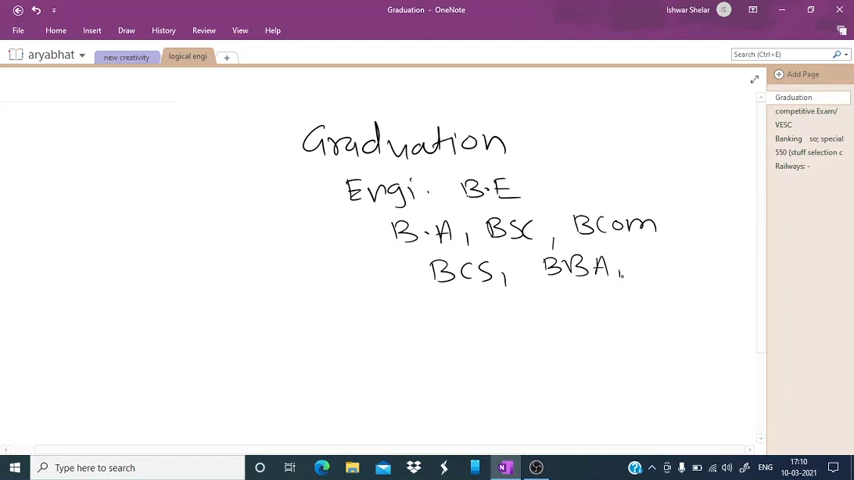 Graduation - OneNote
Ishwar Shelar IS
File Home Insert Draw History Review View Help
aryabhat new creativity logical engi
Search (Ctrl+E)
Add Page
Graduation
competitive Exam/
VESC
Banking so; special
550 (stuff selection c
Railways: -
Graduation
Engi. B.E
B.A, BSC, BCom
BCS, BBA,
Type here to search
ENG
17:10
10-03-2021